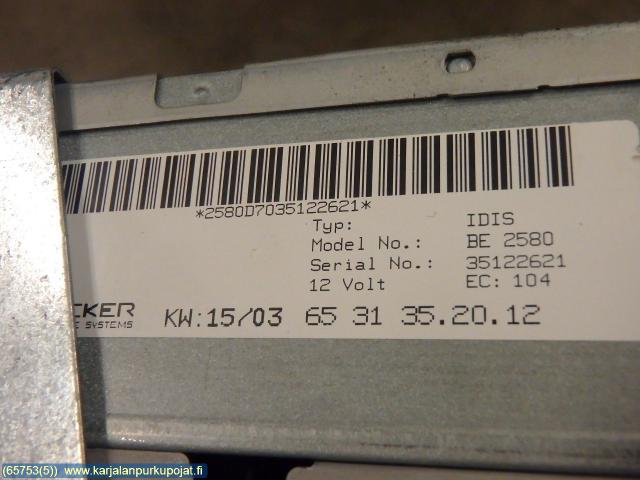 *2580D7035122621*
Typ: IDIS
Model No.: BE 2580
Serial No.: 35122621
12 Volt EC: 104
CKER
E SYSTEMS
KW:15/03 65 31 35.20.12
(65753(5)) www.karjalanpurkupojat.fi